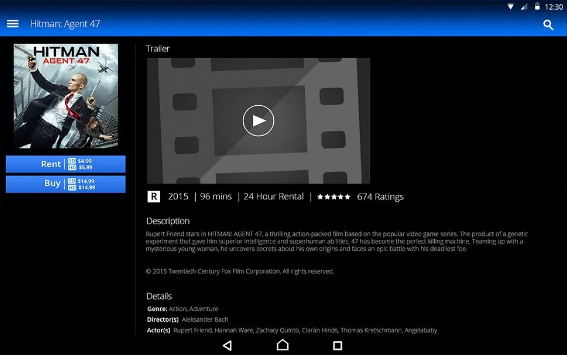 12:30
Hitman: Agent 47
HITMAN
AGENT 47
Rent | SD $4.99
HD $5.99
Buy | SD $14.99
HD $14.99
Trailer
R 2015 | 96 mins | 24 Hour Rental | ★★★★★ 674 Ratings
Description
Rupert Friend stars in HITMAN: AGENT 47, a thrilling action-packed film based on the popular video game series. The product of a genetic
experiment that gave him superior intelligence and superhuman abilities, 47 has become the perfect killing machine. Teaming up with a
mysterious young woman, he uncovers secrets about his own origins and faces an epic battle with his deadliest foe.
© 2015 Twentieth Century Fox Film Corporation. All rights reserved.
Details
Genre: Action, Adventure
Director(s) Aleksander Bach
Actor(s) Rupert Friend, Hannah Ware, Zachary Quinto, Ciarán Hinds, Thomas Kretschmann, Angelababy.